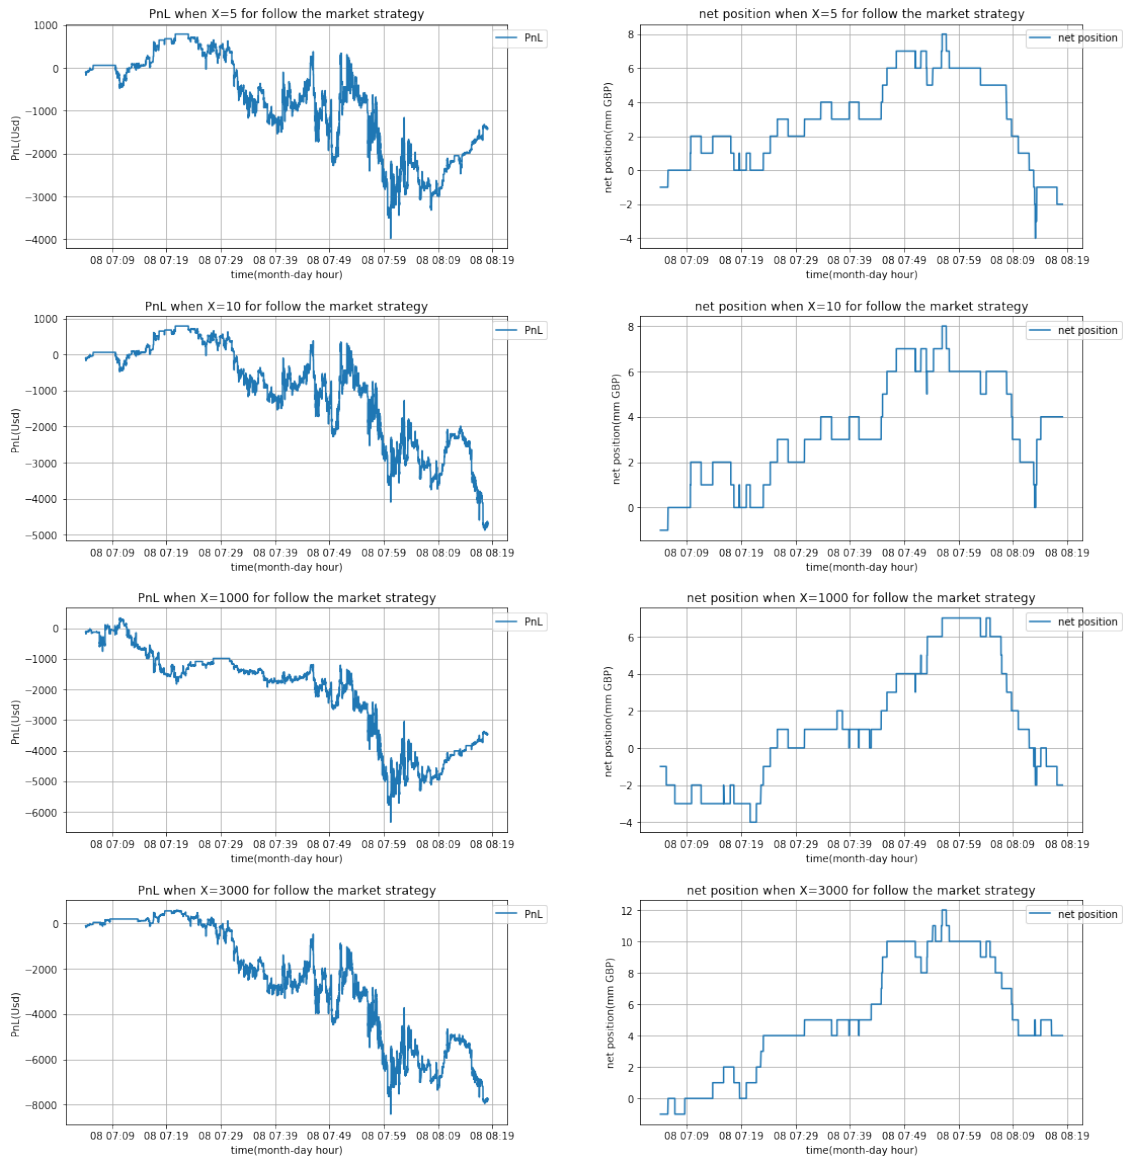 PnL when X=5 for follow the market strategy
PnL
1000
0
−1000
−2000
−3000
−4000
PnL(Usd)
08 07:09 08 07:19 08 07:29 08 07:39 08 07:49 08 07:59 08 08:09 08 08:19
time(month-day hour)
net position when X=5 for follow the market strategy
net position
8
6
4
2
0
−2
−4
net position(mm GBP)
08 07:09 08 07:19 08 07:29 08 07:39 08 07:49 08 07:59 08 08:09 08 08:19
time(month-day hour)
PnL when X=10 for follow the market strategy
PnL
1000
0
−1000
−2000
−3000
−4000
−5000
PnL(Usd)
08 07:09 08 07:19 08 07:29 08 07:39 08 07:49 08 07:59 08 08:09 08 08:19
time(month-day hour)
net position when X=10 for follow the market strategy
net position
8
6
4
2
0
net position(mm GBP)
08 07:09 08 07:19 08 07:29 08 07:39 08 07:49 08 07:59 08 08:09 08 08:19
time(month-day hour)
PnL when X=1000 for follow the market strategy
PnL
0
−1000
−2000
−3000
−4000
−5000
−6000
PnL(Usd)
08 07:09 08 07:19 08 07:29 08 07:39 08 07:49 08 07:59 08 08:09 08 08:19
time(month-day hour)
net position when X=1000 for follow the market strategy
net position
6
4
2
0
−2
−4
net position(mm GBP)
08 07:09 08 07:19 08 07:29 08 07:39 08 07:49 08 07:59 08 08:09 08 08:19
time(month-day hour)
PnL when X=3000 for follow the market strategy
PnL
0
−2000
−4000
−6000
−8000
PnL(Usd)
08 07:09 08 07:19 08 07:29 08 07:39 08 07:49 08 07:59 08 08:09 08 08:19
time(month-day hour)
net position when X=3000 for follow the market strategy
net position
12
10
8
6
4
2
0
net position(mm GBP)
08 07:09 08 07:19 08 07:29 08 07:39 08 07:49 08 07:59 08 08:09 08 08:19
time(month-day hour)